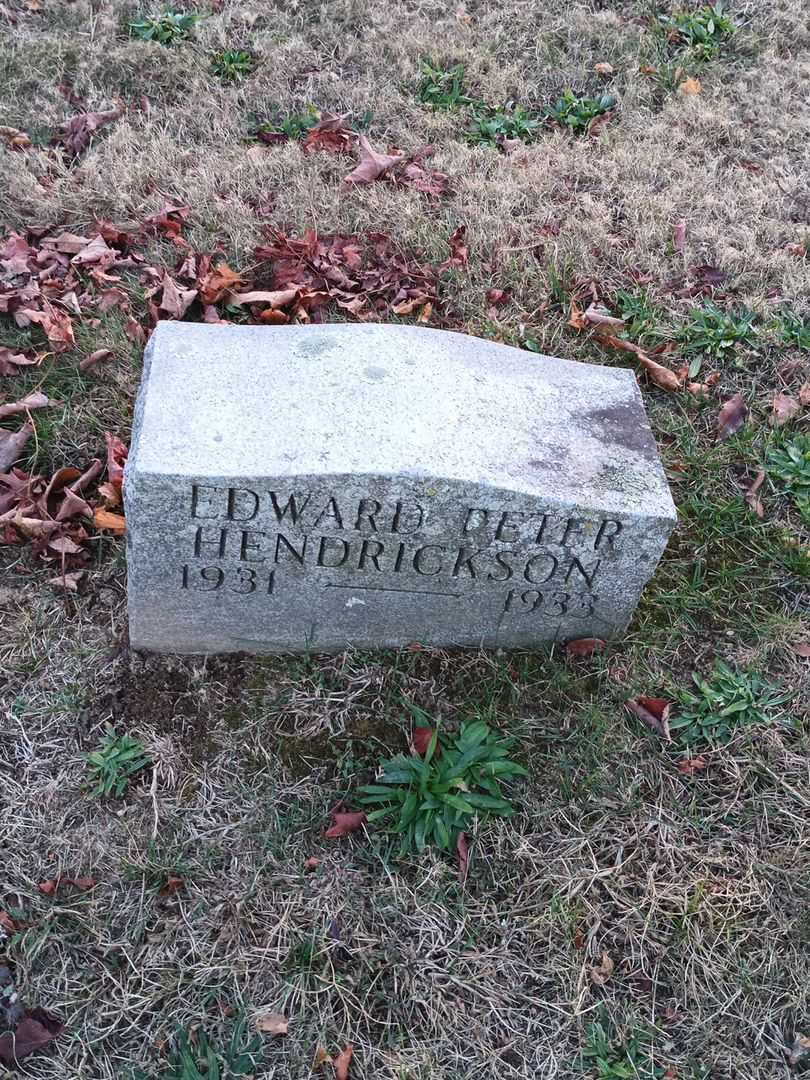 EDWARD PETER
HENDRICKSON
1931 — 1933